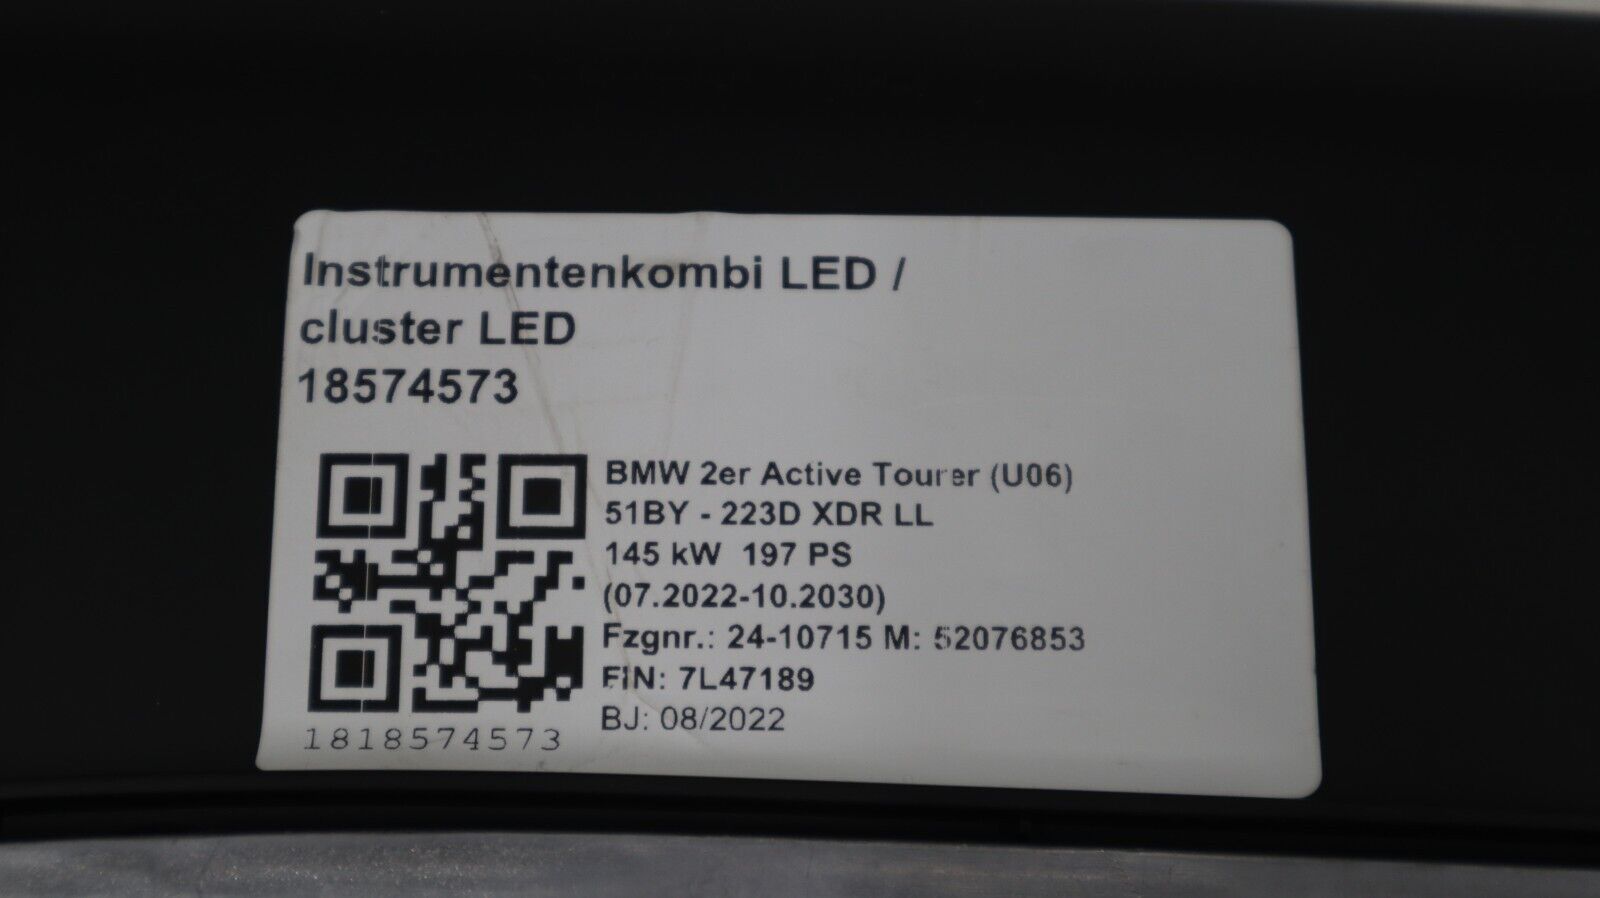 Instrumentenkombi LED /
cluster LED
18574573
BMW 2er Active Tourer (U06)
51BY - 223D XDR LL
145 kW 197 PS
(07.2022-10.2030)
Fzgnr.: 24-10715 M: 52076853
FIN: 7L47189
BJ: 08/2022
1818574573